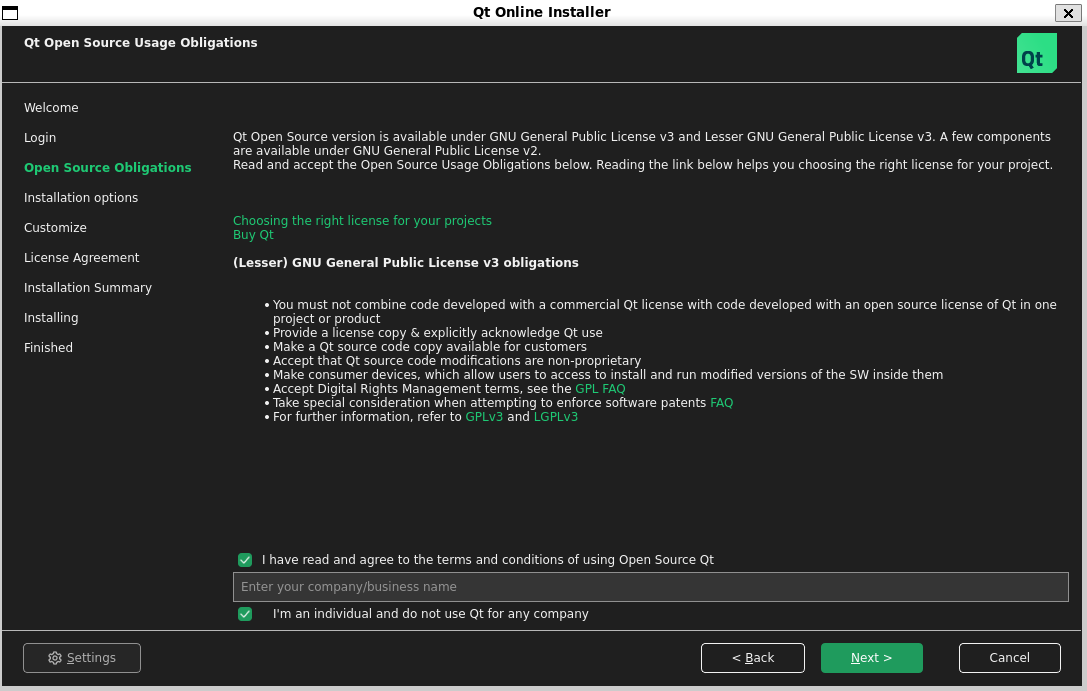 Qt Online Installer
Qt Open Source Usage Obligations
Qt
Welcome
Login
Open Source Obligations
Installation options
Customize
License Agreement
Installation Summary
Installing
Finished
Qt Open Source version is available under GNU General Public License v3 and Lesser GNU General Public License v3. A few components
are available under GNU General Public License v2.
Read and accept the Open Source Usage Obligations below. Reading the link below helps you choosing the right license for your project.
Choosing the right license for your projects
Buy Qt
(Lesser) GNU General Public License v3 obligations
• You must not combine code developed with a commercial Qt license with code developed with an open source license of Qt in one
project or product
• Provide a license copy & explicitly acknowledge Qt use
• Make a Qt source code copy available for customers
• Accept that Qt source code modifications are non-proprietary
• Make consumer devices, which allow users to access to install and run modified versions of the SW inside them
• Accept Digital Rights Management terms, see the GPL FAQ
• Take special consideration when attempting to enforce software patents FAQ
• For further information, refer to GPLv3 and LGPLv3
I have read and agree to the terms and conditions of using Open Source Qt
Enter your company/business name
I'm an individual and do not use Qt for any company
Settings
< Back
Next >
Cancel